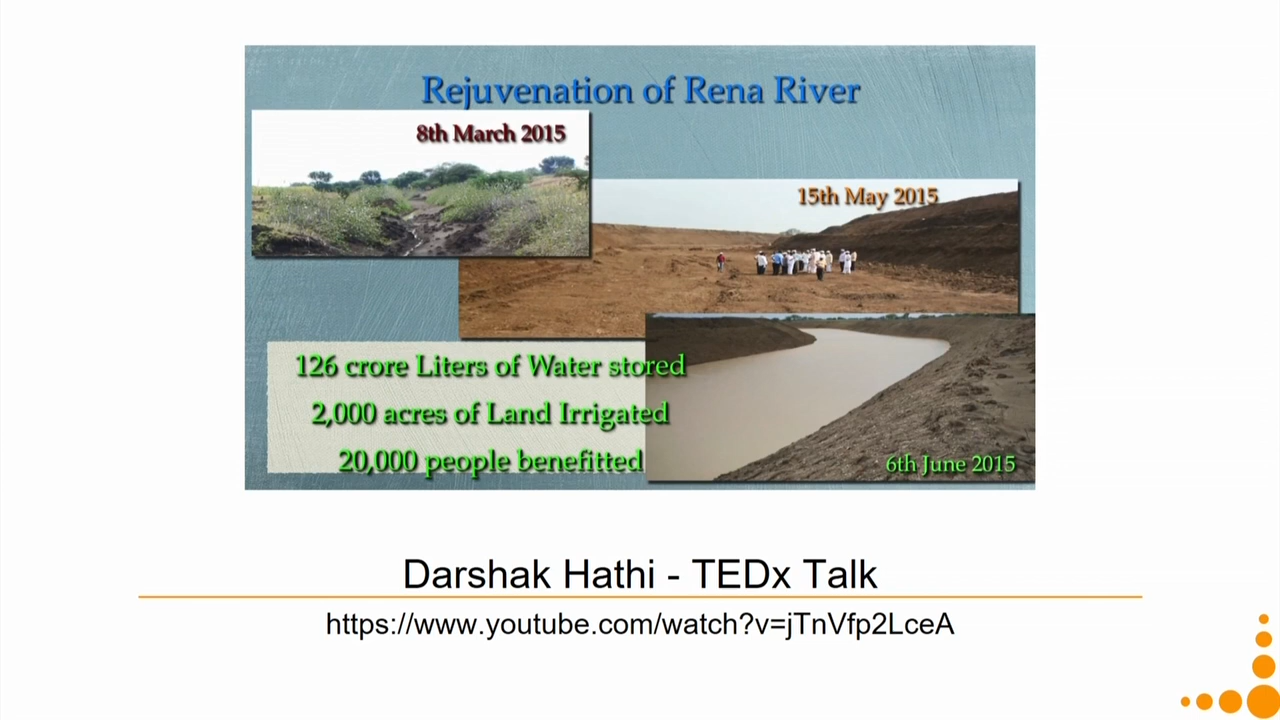 Rejuvenation of Rena River
8th March 2015
15th May 2015
126 crore Liters of Water stored
2,000 acres of Land Irrigated
20,000 people benefitted
6th June 2015
Darshak Hathi - TEDx Talk
https://www.youtube.com/watch?v=jTnVfp2LceA